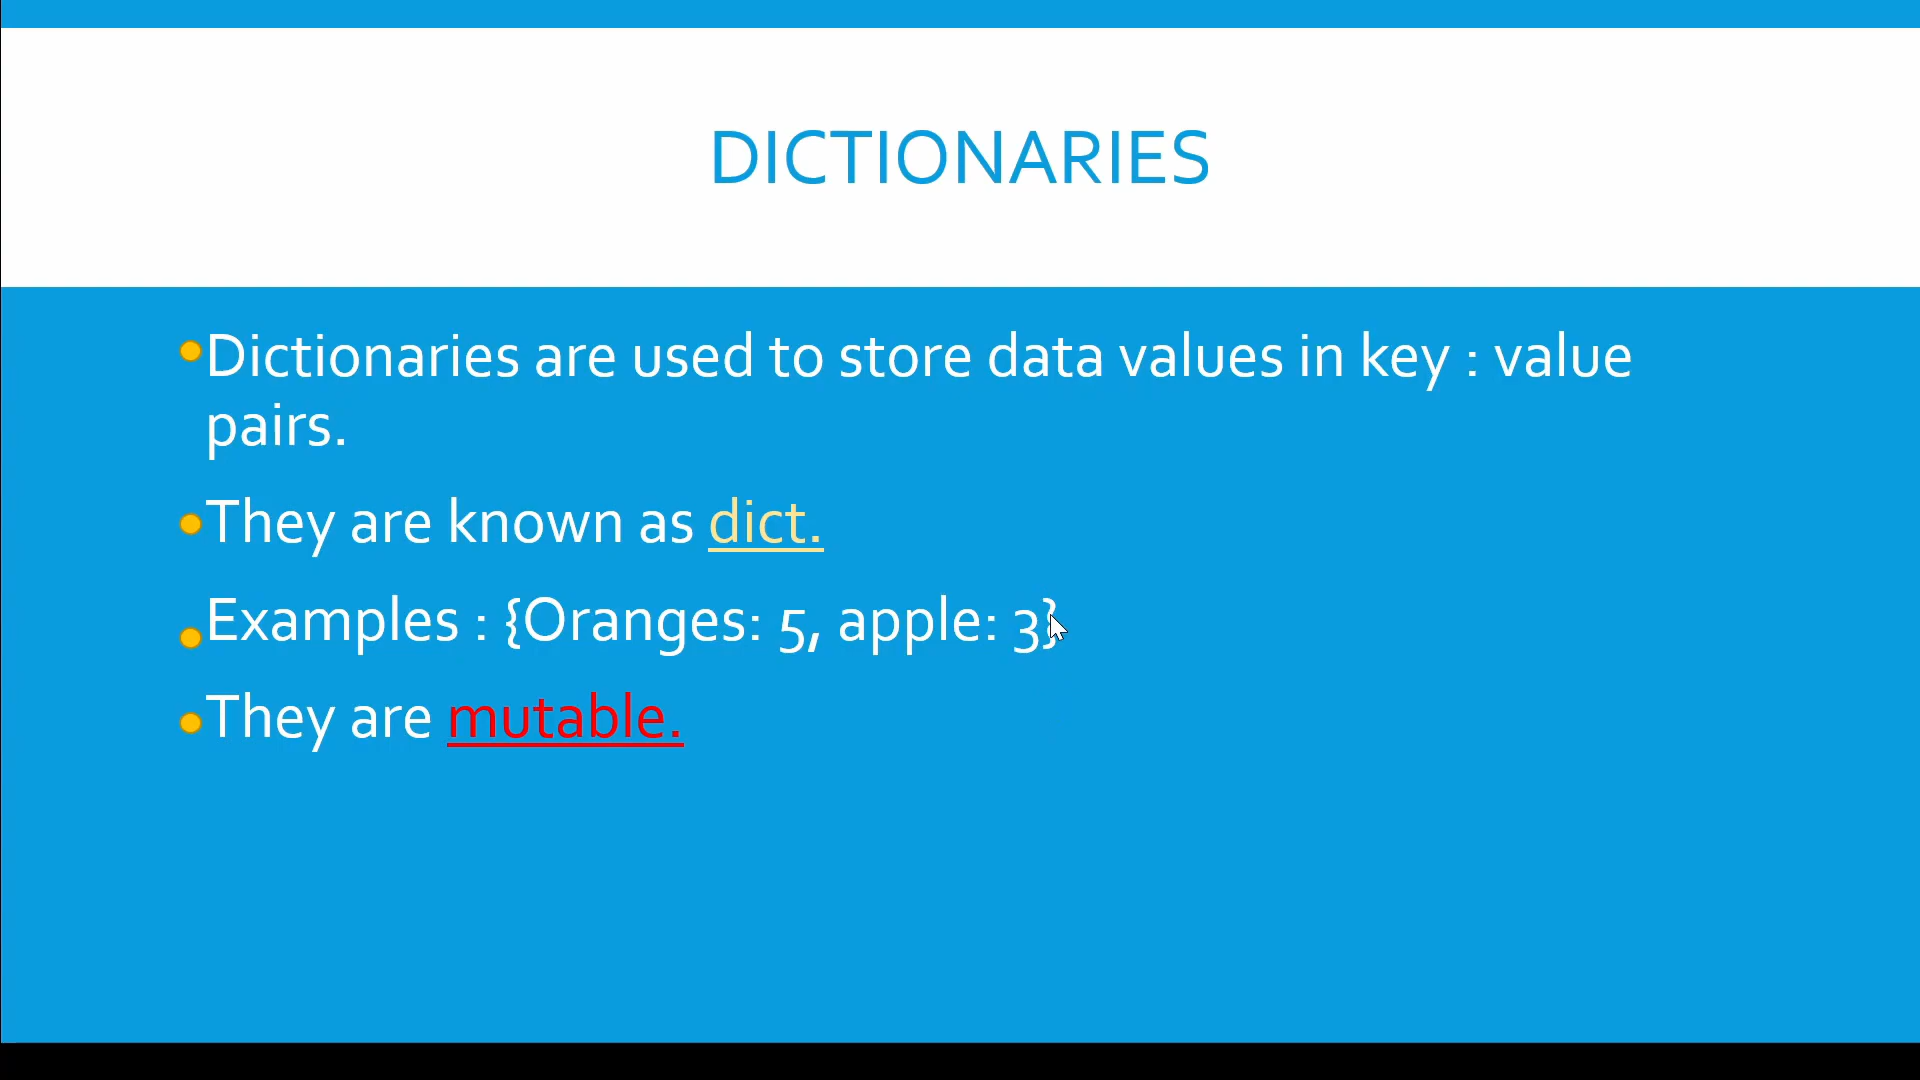 DICTIONARIES
Dictionaries are used to store data values in key : value
pairs.
They are known as dict.
Examples : {Oranges: 5, apple: 3}
They are mutable.